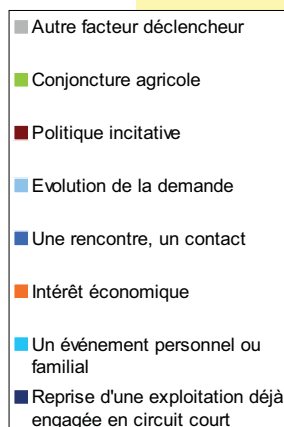 Autre facteur déclencheur
Conjoncture agricole
Politique incitative
Evolution de la demande
Une rencontre, un contact
Intérêt économique
Un événement personnel ou
familial
Reprise d'une exploitation déjà
engagée en circuit court